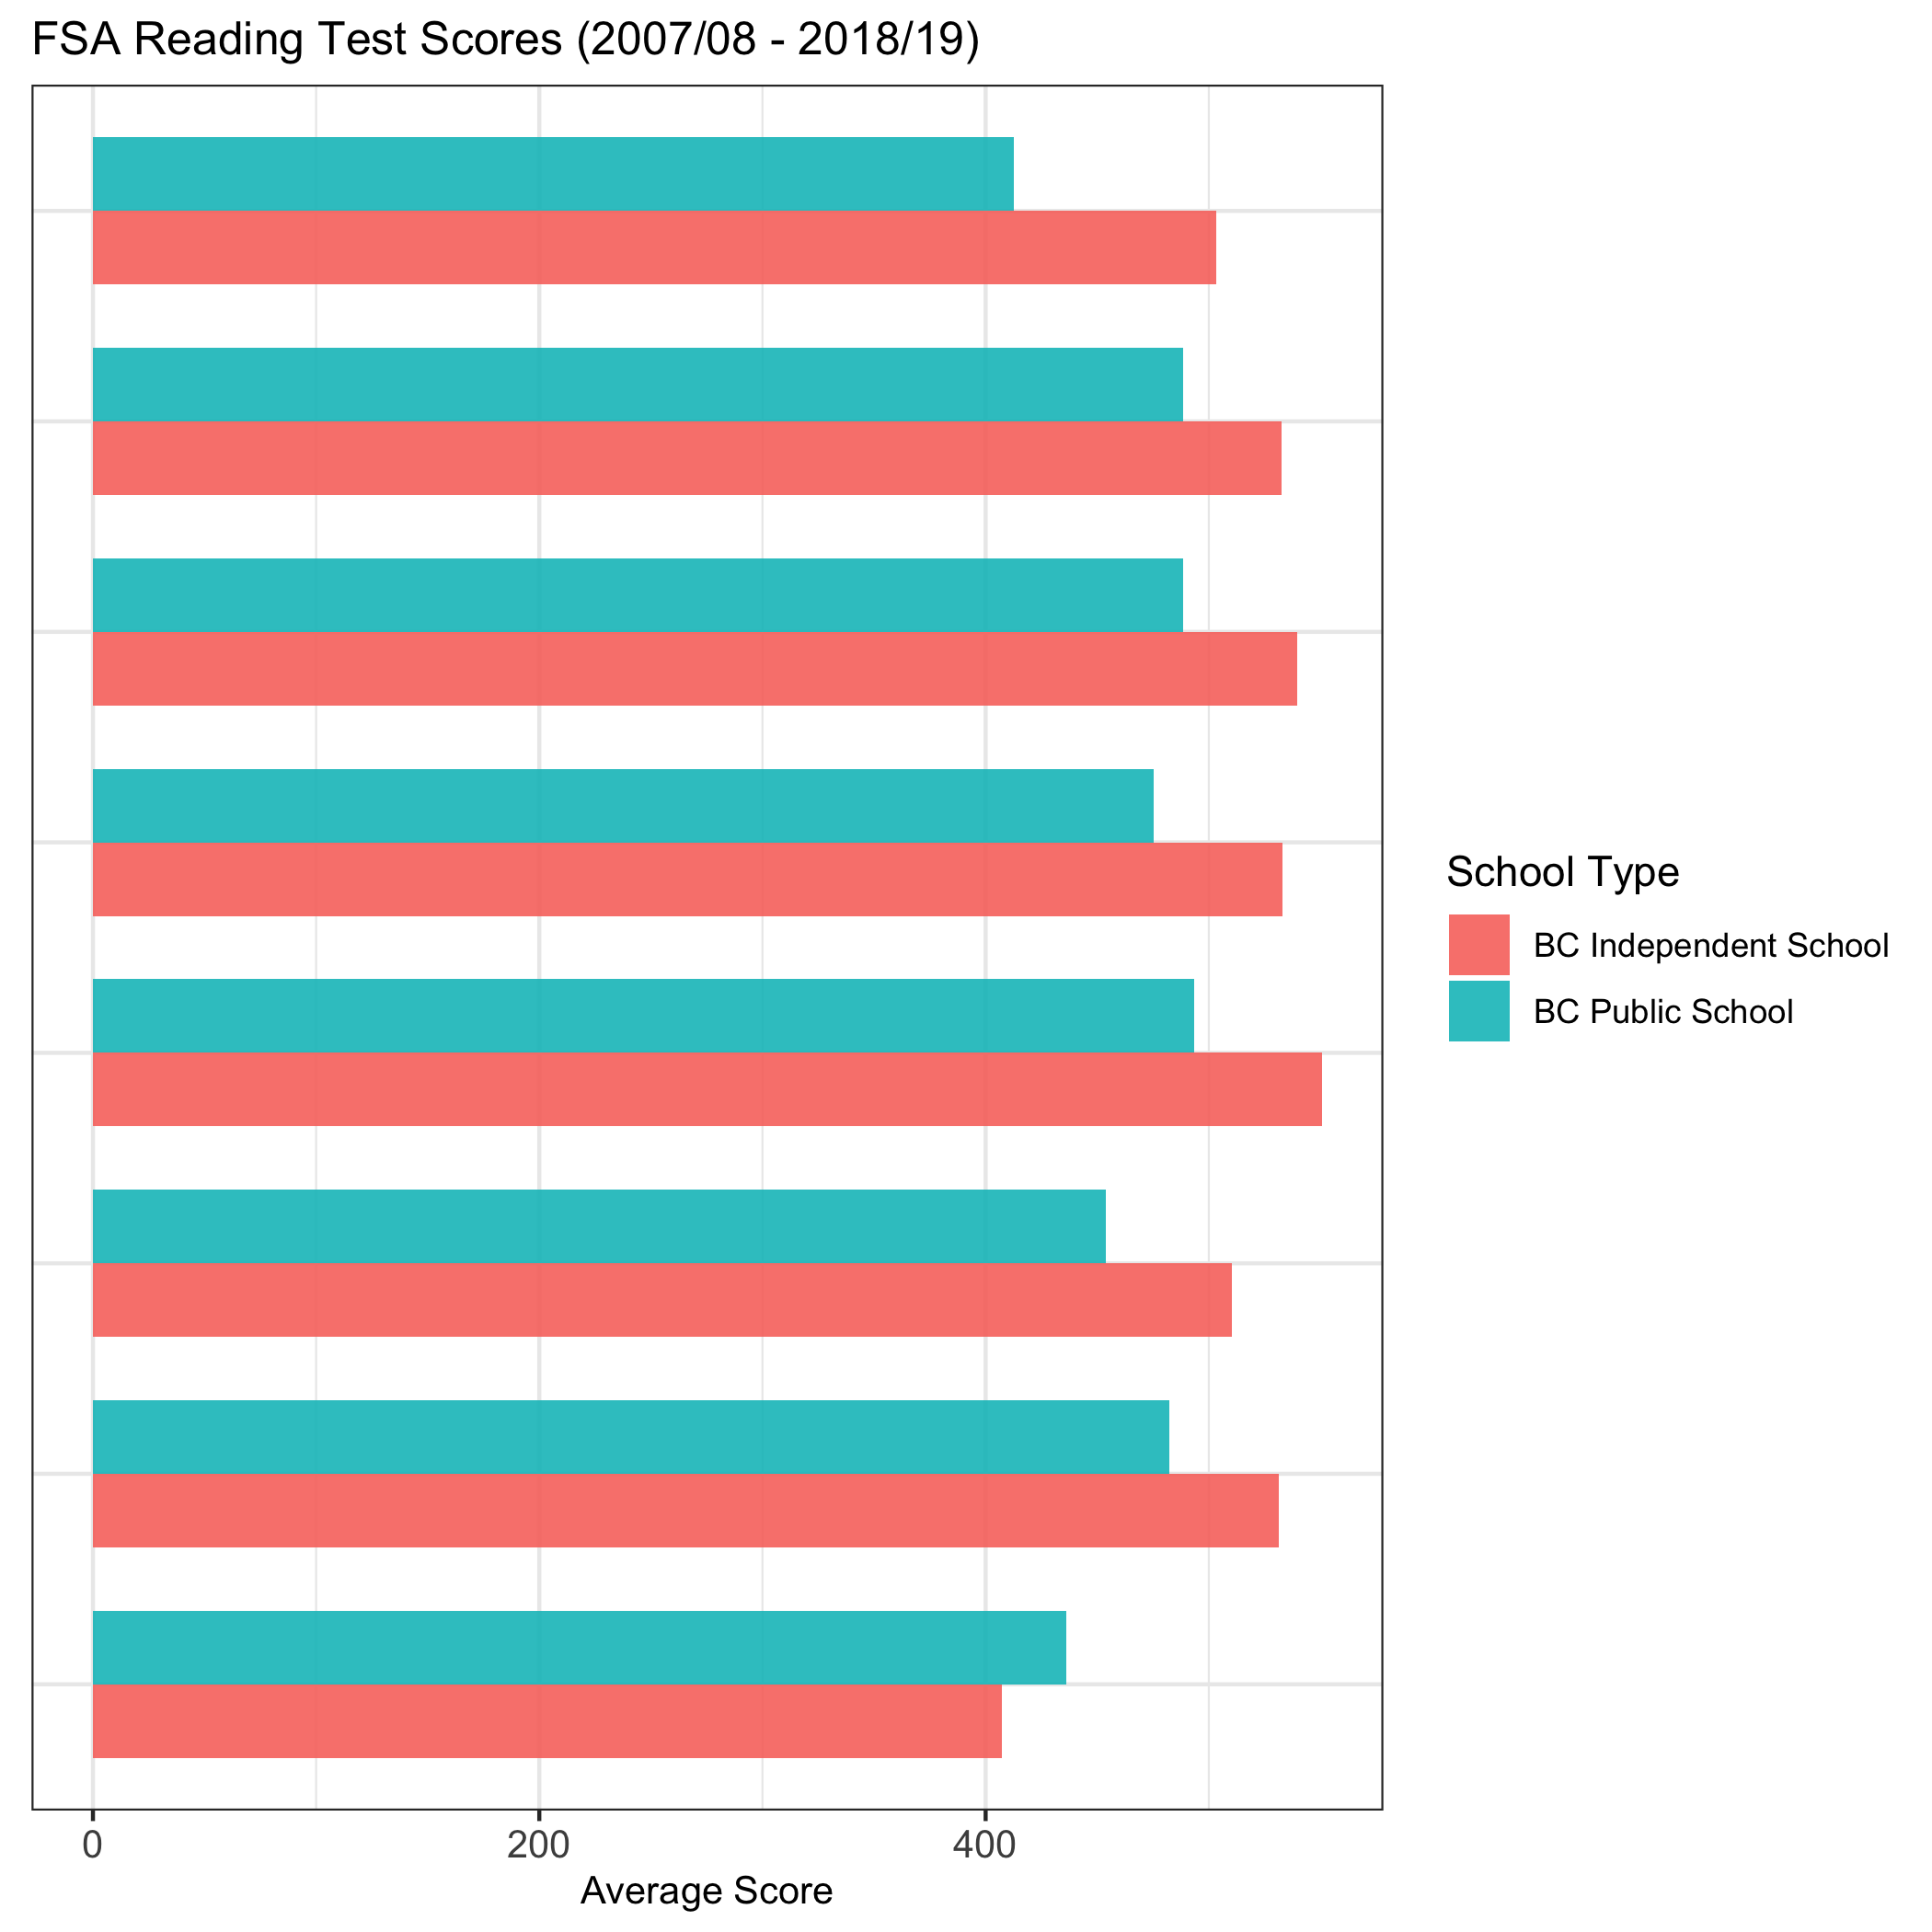 FSA Reading Test Scores (2007/08 - 2018/19)
School Type
BC Independent School
BC Public School
0 200 400
Average Score